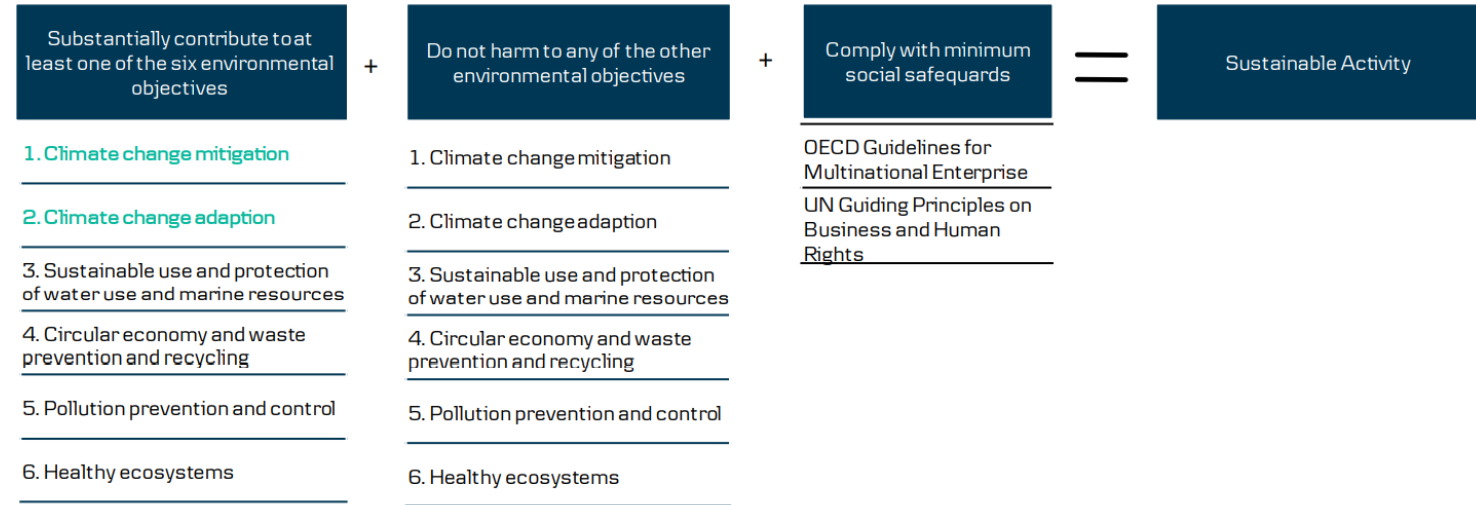 Substantially contribute to at
least one of the six environmental
objectives
+
Do not harm to any of the other
environmental objectives
+
Comply with minimum
social safequards
=
Sustainable Activity
1. Climate change mitigation
2. Climate change adaption
3. Sustainable use and protection
of water use and marine resources
4. Circular economy and waste
prevention and recycling
5. Pollution prevention and control
6. Healthy ecosystems
1. Climate change mitigation
2. Climate change adaption
3. Sustainable use and protection
of water use and marine resources
4. Circular economy and waste
prevention and recycling
5. Pollution prevention and control
6. Healthy ecosystems
OECD Guidelines for
Multinational Enterprise
UN Guiding Principles on
Business and Human
Rights